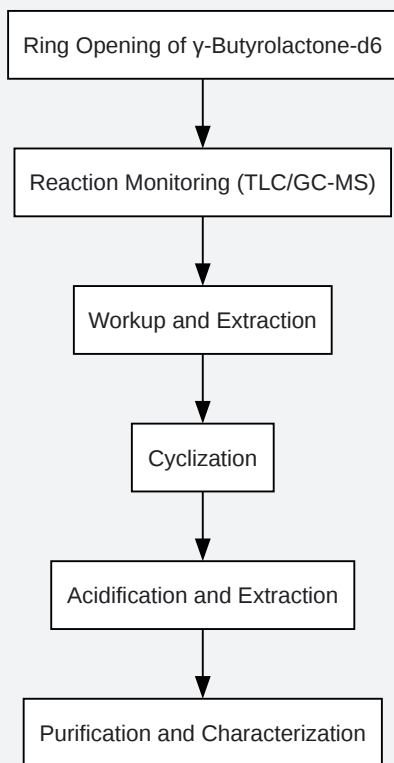 Ring Opening of γ-Butyrolactone-d6
Reaction Monitoring (TLC/GC-MS)
Workup and Extraction
Cyclization
Acidification and Extraction
Purification and Characterization